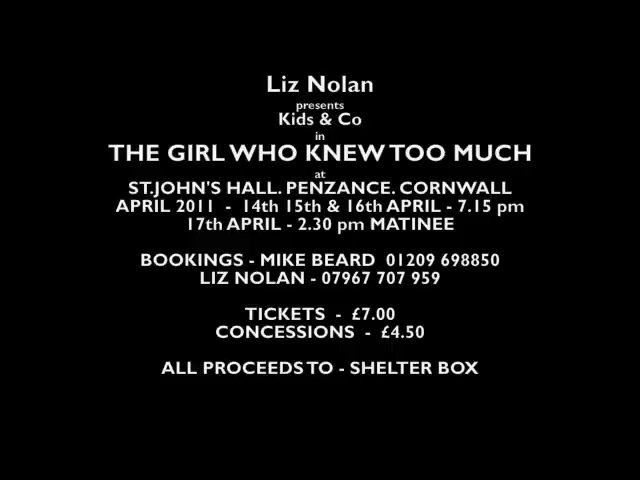 Liz Nolan
presents
Kids & Co
in
THE GIRL WHO KNEW TOO MUCH
at
ST.JOHN'S HALL. PENZANCE. CORNWALL
APRIL 2011 - 14th 15th & 16th APRIL - 7.15 pm
17th APRIL - 2.30 pm MATINEE
BOOKINGS - MIKE BEARD 01209 698850
LIZ NOLAN - 07967 707 959
TICKETS - £7.00
CONCESSIONS - £4.50
ALL PROCEEDS TO - SHELTER BOX